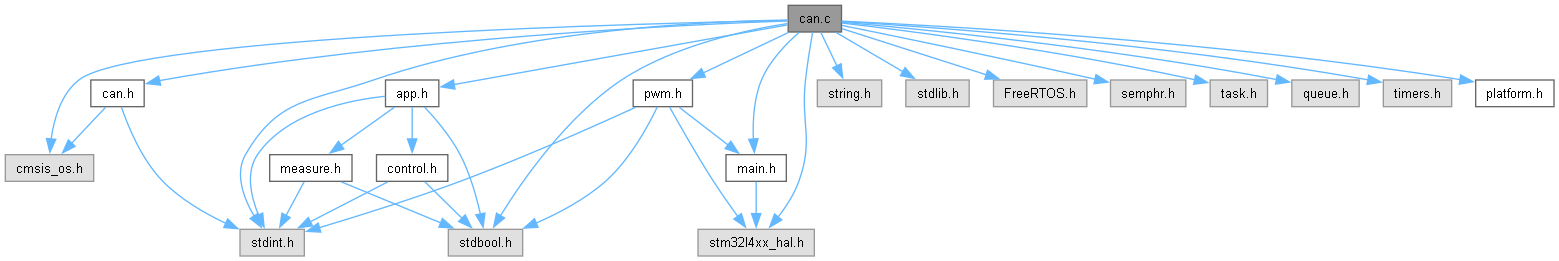 can.c
can.h
app.h
pwm.h
string.h
stdlib.h
FreeRTOS.h
semphr.h
task.h
queue.h
timers.h
platform.h
cmsis_os.h
measure.h
control.h
main.h
stdint.h
stdbool.h
stm32l4xx_hal.h